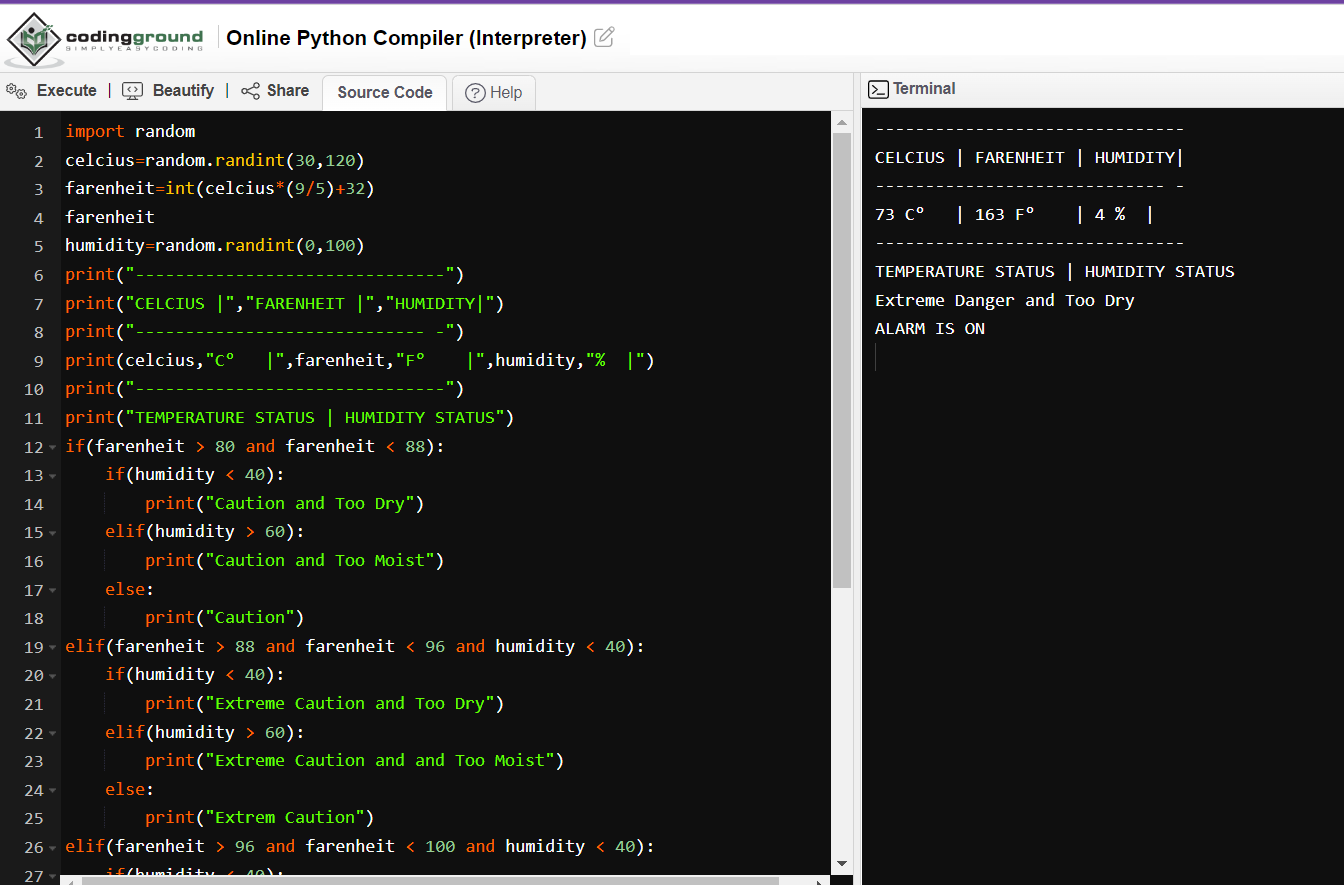 codingground
SIMPLYEASYCODING
Online Python Compiler (Interpreter)
Execute | Beautify | Share Source Code Help
1 import random
2 celcius=random.randint(30,120)
3 farenheit=int(celcius*(9/5)+32)
4 farenheit
5 humidity=random.randint(0,100)
6 print("-------------------------------")
7 print("CELCIUS |","FARENHEIT |","HUMIDITY|")
8 print("----------------------------- -")
9 print(celcius,"Cº   |",farenheit,"Fº    |",humidity,"%  |")
10 print("-------------------------------")
11 print("TEMPERATURE STATUS | HUMIDITY STATUS")
12 if(farenheit > 80 and farenheit < 88):
13     if(humidity < 40):
14         print("Caution and Too Dry")
15     elif(humidity > 60):
16         print("Caution and Too Moist")
17     else:
18         print("Caution")
19 elif(farenheit > 88 and farenheit < 96 and humidity < 40):
20     if(humidity < 40):
21         print("Extreme Caution and Too Dry")
22     elif(humidity > 60):
23         print("Extreme Caution and and Too Moist")
24     else:
25         print("Extrem Caution")
26 elif(farenheit > 96 and farenheit < 100 and humidity < 40):
27     if(humidity < 40):
Terminal
-------------------------------
CELCIUS | FARENHEIT | HUMIDITY|
----------------------------- -
73 Cº   | 163 Fº    | 4 %  |
-------------------------------
TEMPERATURE STATUS | HUMIDITY STATUS
Extreme Danger and Too Dry
ALARM IS ON